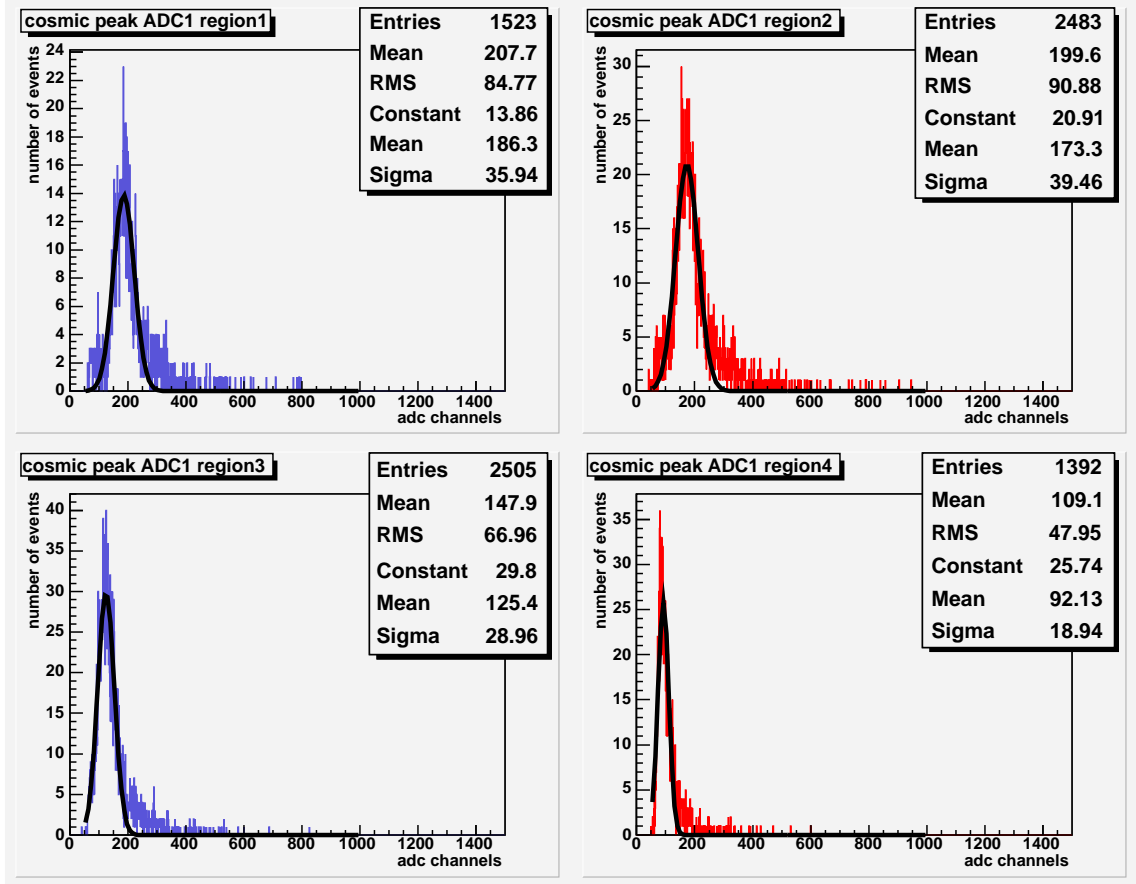 cosmic peak ADC1 region1
Entries 1523
Mean 207.7
RMS 84.77
Constant 13.86
Mean 186.3
Sigma 35.94
number of events
24
22
20
18
16
14
12
10
8
6
4
2
0
0 200 400 600 800 1000 1200 1400
adc channels
cosmic peak ADC1 region2
Entries 2483
Mean 199.6
RMS 90.88
Constant 20.91
Mean 173.3
Sigma 39.46
number of events
30
25
20
15
10
5
0
0 200 400 600 800 1000 1200 1400
adc channels
cosmic peak ADC1 region3
Entries 2505
Mean 147.9
RMS 66.96
Constant 29.8
Mean 125.4
Sigma 28.96
number of events
40
35
30
25
20
15
10
5
0
0 200 400 600 800 1000 1200 1400
adc channels
cosmic peak ADC1 region4
Entries 1392
Mean 109.1
RMS 47.95
Constant 25.74
Mean 92.13
Sigma 18.94
number of events
35
30
25
20
15
10
5
0
0 200 400 600 800 1000 1200 1400
adc channels